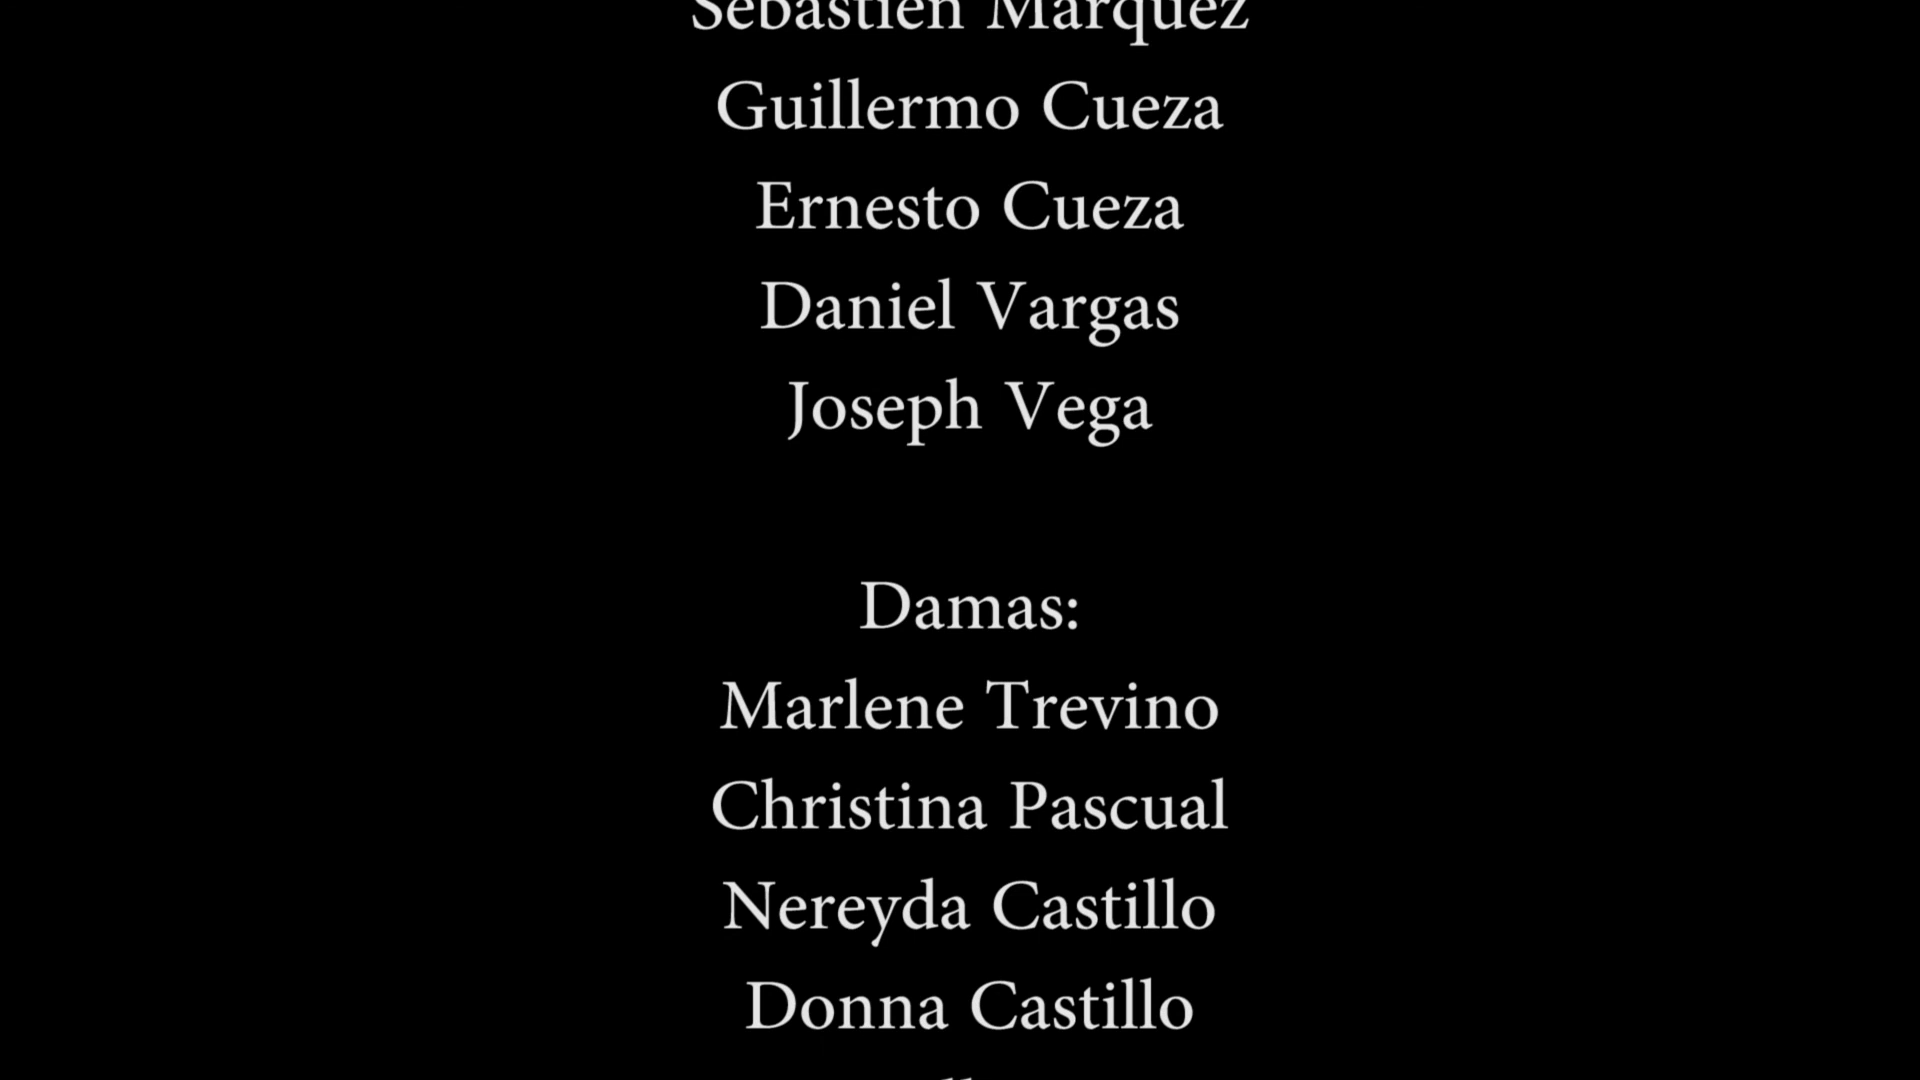 Sebastien Marquez
Guillermo Cueza
Ernesto Cueza
Daniel Vargas
Joseph Vega
Damas:
Marlene Trevino
Christina Pascual
Nereyda Castillo
Donna Castillo